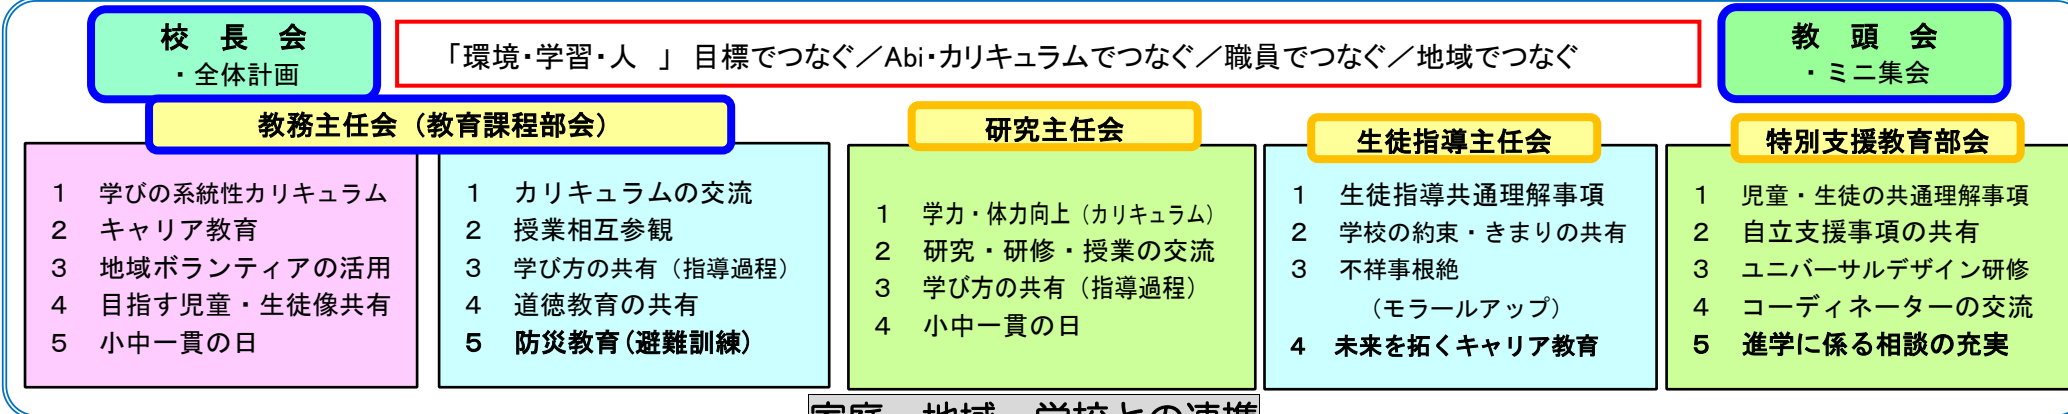 校　長　会
・全体計画
「環境・学習・人　」 目標でつなぐ／Abi・カリキュラムでつなぐ／職員でつなぐ／地域でつなぐ
教　頭　会
・ミニ集会
教務主任会（教育課程部会）
1　学びの系統性カリキュラム
2　キャリア教育
3　地域ボランティアの活用
4　目指す児童・生徒像共有
5　小中一貫の日
1　カリキュラムの交流
2　授業相互参観
3　学び方の共有（指導過程）
4　道徳教育の共有
5　防災教育（避難訓練）
研究主任会
1　学力・体力向上（カリキュラム）
2　研究・研修・授業の交流
3　学び方の共有（指導過程）
4　小中一貫の日
生徒指導主任会
1　生徒指導共通理解事項
2　学校の約束・きまりの共有
3　不祥事根絶
（モラールアップ）
4　未来を拓くキャリア教育
特別支援教育部会
1　児童・生徒の共通理解事項
2　自立支援事項の共有
3　ユニバーサルデザイン研修
4　コーディネーターの交流
5　進学に係る相談の充実
家庭　地域　学校との連携